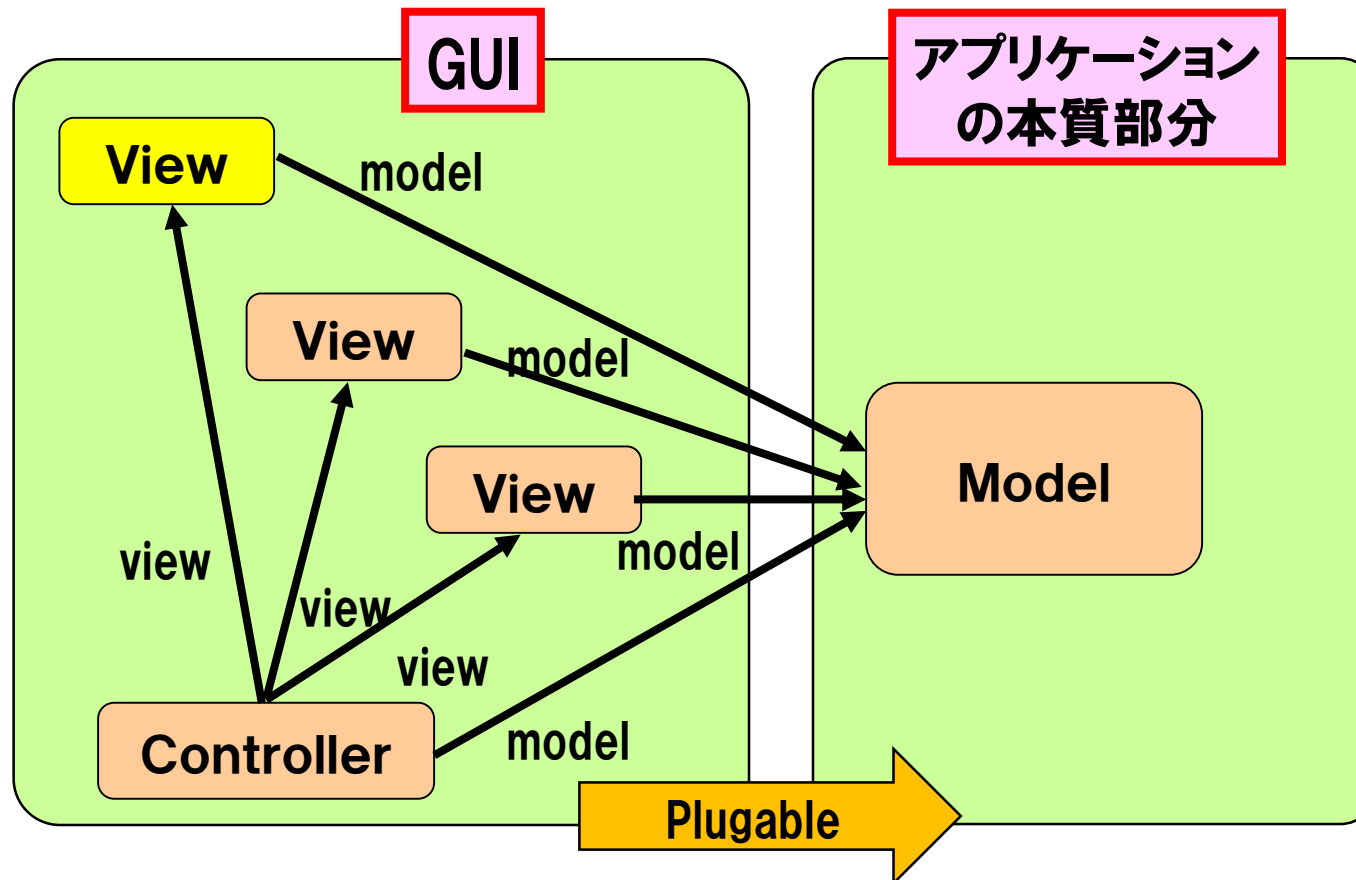 GUI
アプリケーション
の本質部分
View
model
View
model
View
Model
model
view
view
view
Controller
model
Plugable